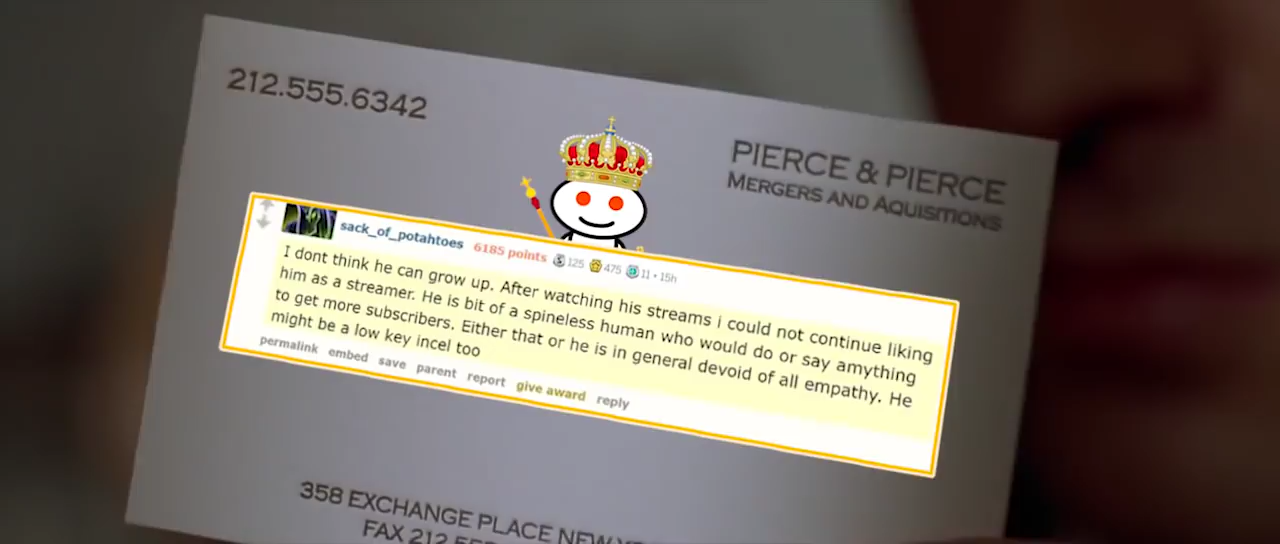 212.555.6342
PIERCE & PIERCE
MERGERS AND AQUISITIONS
sack_of_potahtoes 6185 points 125 475 11 • 15h
I dont think he can grow up. After watching his streams i could not continue liking
him as a streamer. He is bit of a spineless human who would do or say amything
to get more subscribers. Either that or he is in general devoid of all empathy. He
might be a low key incel too
permalink embed save parent report give award reply
358 EXCHANGE PLACE NEW
FAX 212